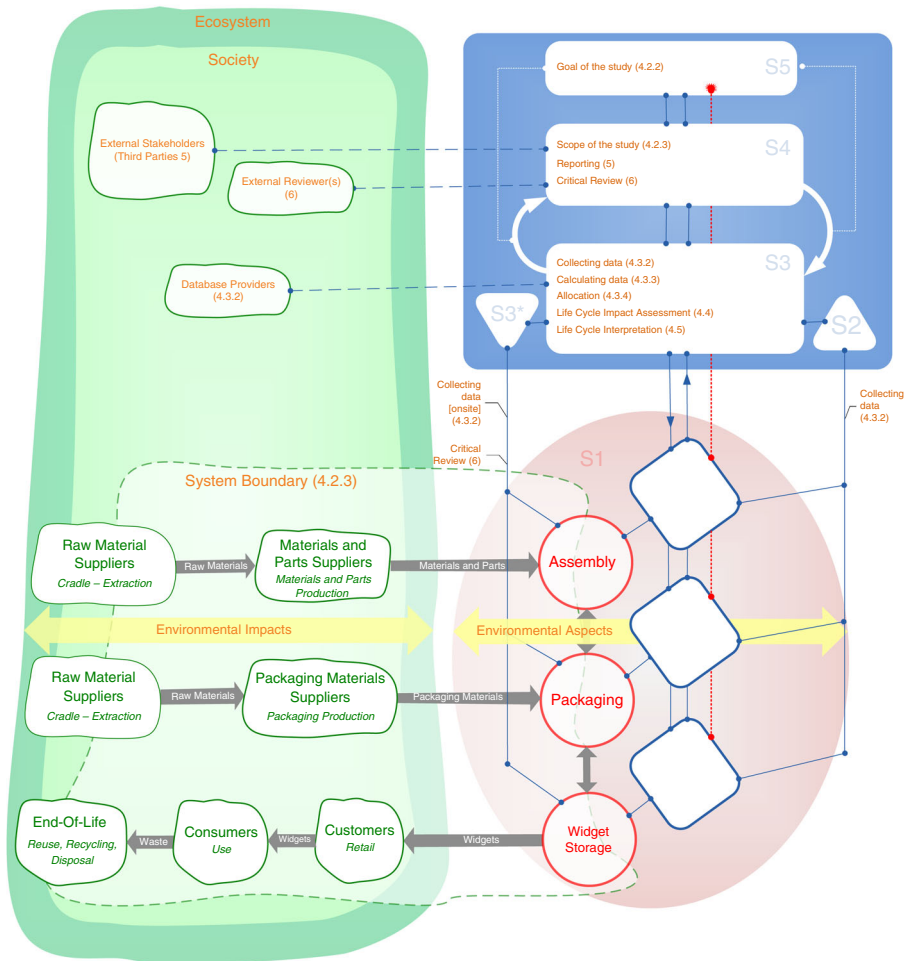 Ecosystem
Society
External Stakeholders
(Third Parties 5)
External Reviewer(s)
(6)
Database Providers
(4.3.2)
S5
Goal of the study (4.2.2)
S4
Scope of the study (4.2.3)
Reporting (5)
Critical Review (6)
S3
Collecting data (4.3.2)
Calculating data (4.3.3)
Allocation (4.3.4)
Life Cycle Impact Assessment (4.4)
Life Cycle Interpretation (4.5)
S3*
S2
Collecting
data
[onsite]
(4.3.2)
Critical
Review (6)
Collecting
data
(4.3.2)
S1
System Boundary (4.2.3)
Raw Material
Suppliers
Cradle – Extraction
Raw Materials
Materials and
Parts Suppliers
Materials and Parts
Production
Materials and Parts
Assembly
Environmental Impacts
Environmental Aspects
Raw Material
Suppliers
Cradle – Extraction
Raw Materials
Packaging Materials
Suppliers
Packaging Production
Packaging Materials
Packaging
End-Of-Life
Reuse, Recycling,
Disposal
Waste
Consumers
Use
Widgets
Customers
Retail
Widgets
Widget
Storage